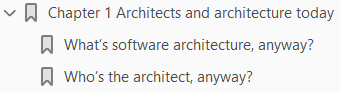 Chapter 1 Architects and architecture today
What's software architecture, anyway?
Who's the architect, anyway?